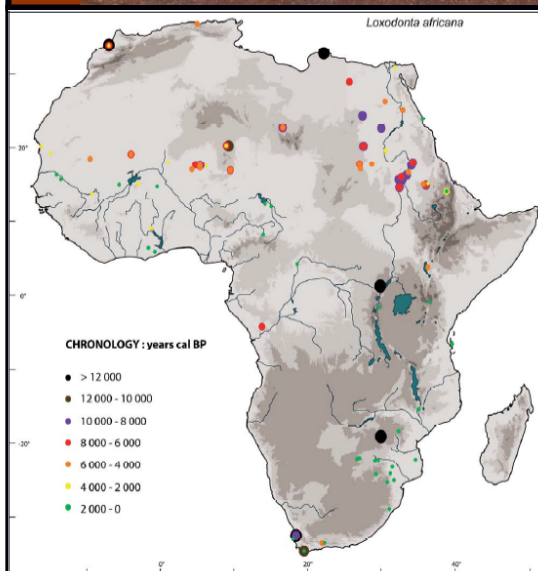 Loxodonta africana
20°
0°
CHRONOLOGY : years cal BP
> 12 000
12 000 - 10 000
10 000 - 8 000
8 000 - 6 000
6 000 - 4 000
4 000 - 2 000
2 000 - 0
-20°
0° 20° 40°